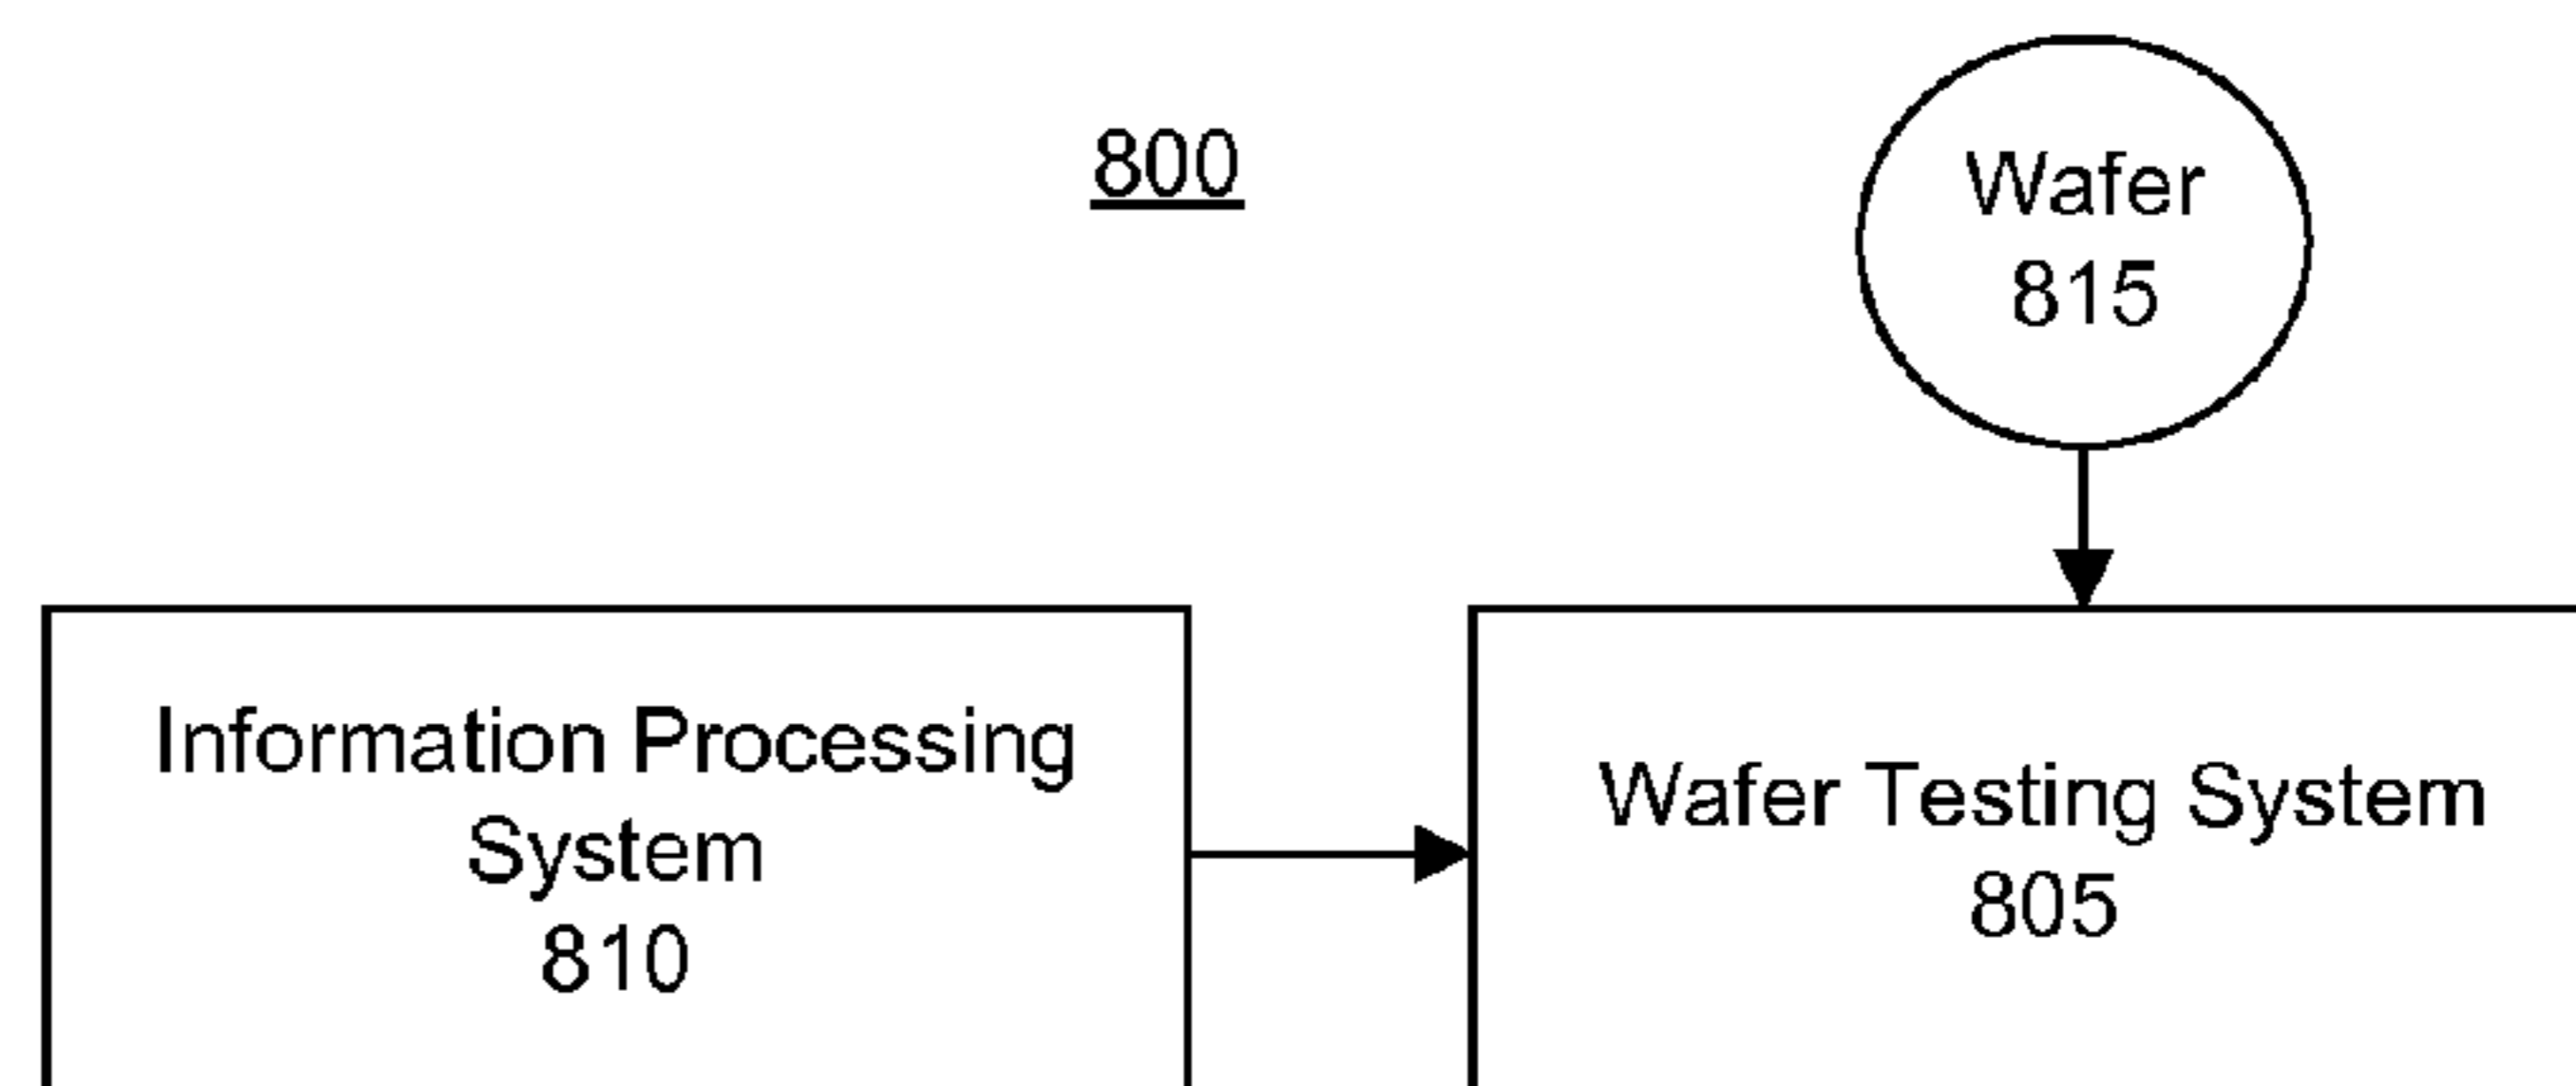 800
Wafer
815
Information Processing
System
810
Wafer Testing System
805